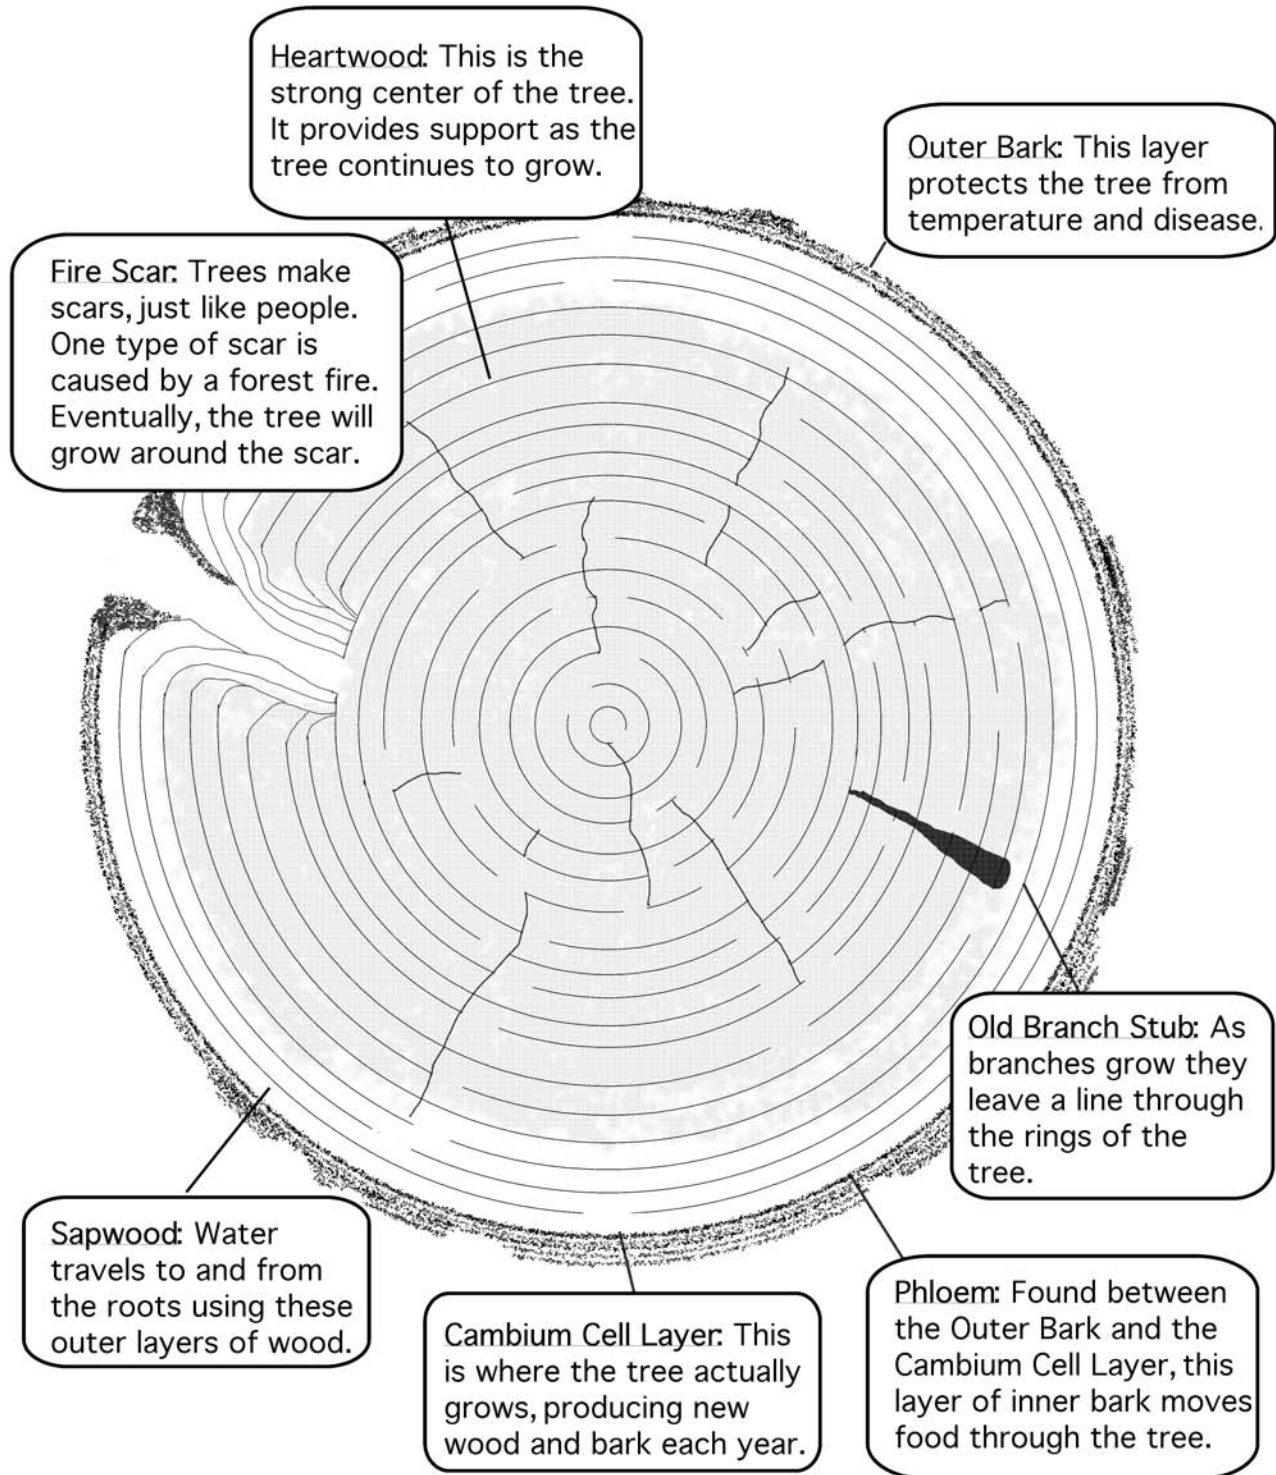 Heartwood: This is the
strong center of the tree.
It provides support as the
tree continues to grow.
Outer Bark: This layer
protects the tree from
temperature and disease.
Fire Scar: Trees make
scars, just like people.
One type of scar is
caused by a forest fire.
Eventually, the tree will
grow around the scar.
Old Branch Stub: As
branches grow they
leave a line through
the rings of the
tree.
Sapwood: Water
travels to and from
the roots using these
outer layers of wood.
Cambium Cell Layer: This
is where the tree actually
grows, producing new
wood and bark each year.
Phloem: Found between
the Outer Bark and the
Cambium Cell Layer, this
layer of inner bark moves
food through the tree.